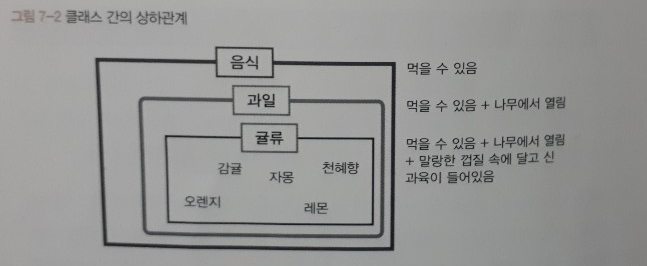 그림 7-2 클래스 간의 상하관계
음식
먹을 수 있음
과일
먹을 수 있음 + 나무에서 열림
귤류
먹을 수 있음 + 나무에서 열림
+ 말랑한 껍질 속에 달고 신
과육이 들어있음
감귤
자몽
천혜향
오렌지
레몬